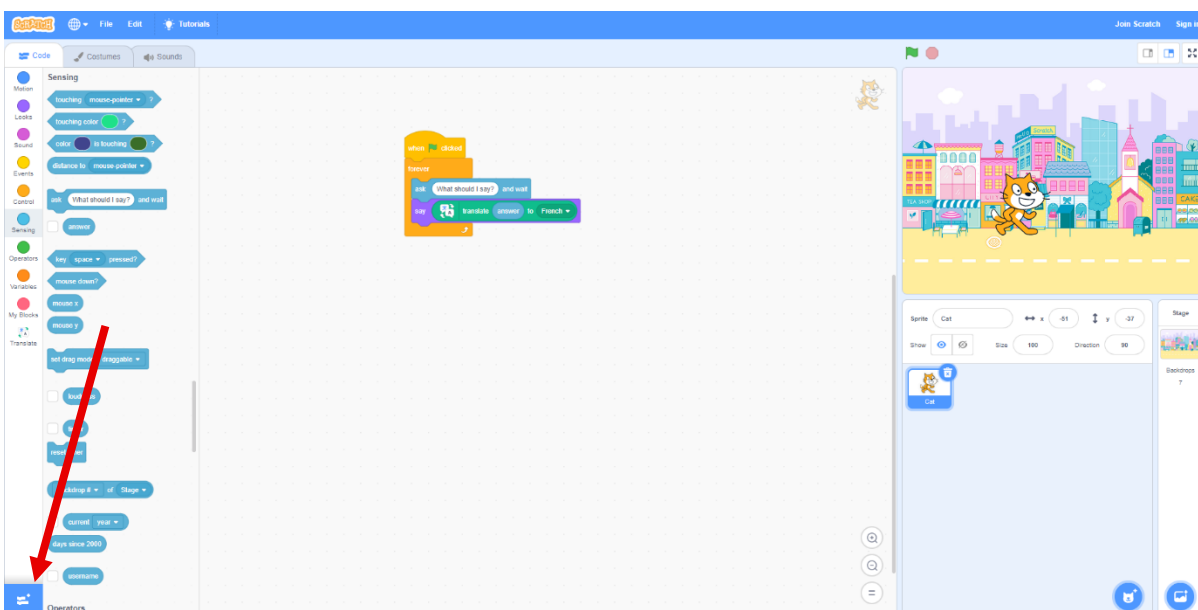 SCRATCH File Edit Tutorials Join Scratch Sign in
Code Costumes Sounds
Motion
Looks
Sound
Events
Control
Sensing
Operators
Variables
My Blocks
Translate
Sensing
touching mouse-pointer ?
touching color ?
color is touching ?
distance to mouse-pointer
ask What should I say? and wait
answer
key space pressed?
mouse down?
mouse x
mouse y
set drag mode draggable
of Stage
current year
days since 2000
username
Operators
when clicked
forever
ask What should I say? and wait
say translate answer to French
Sprite Cat x -51 y -37
Show Size 100 Direction 90
Cat
Stage
Backdrops
7